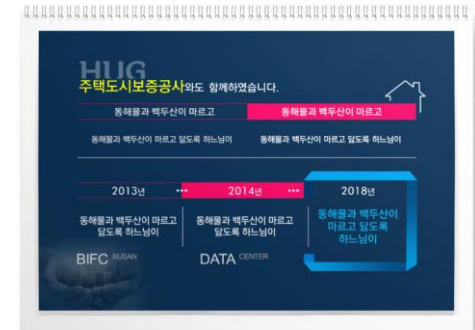 HUG
주택도시보증공사와도 함께하였습니다.
동해물과 백두산이 마르고
동해물과 백두산이 마르고
동해물과 백두산이 마르고 닳도록 하느님이
동해물과 백두산이 마르고 닳도록 하느님이
2013년 ••• 2014년 ••• 2018년
동해물과 백두산이 마르고
닳도록 하느님이
동해물과 백두산이 마르고
닳도록 하느님이
동해물과 백두산이
마르고 닳도록
하느님이
BIFC BUSAN
DATA CENTER